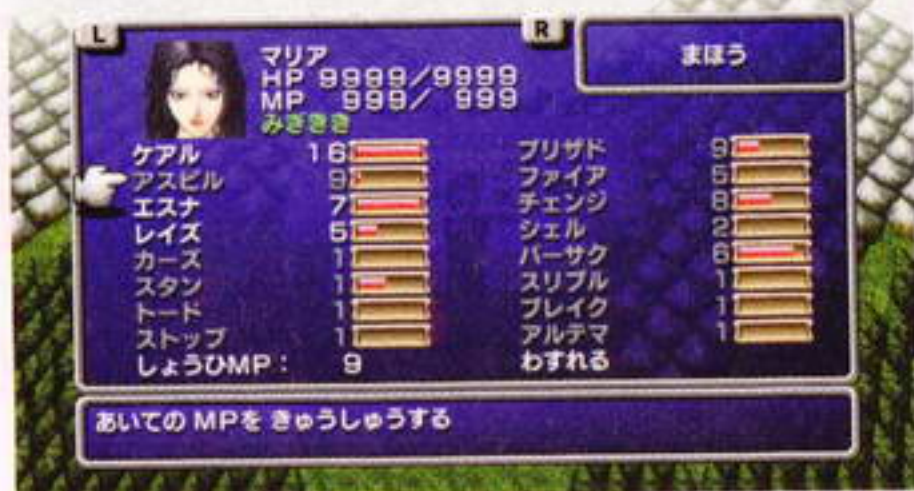 L
R
マリア
まほう
HP 9999/9999
MP 999/ 999
みぎきき
ケアル 16
ブリザド 9
アスピル 9
ファイア 5
エスナ 7
チェンジ 8
レイズ 5
シェル 2
カーズ 1
バーサク 6
スタン 1
スリプル 1
トード 1
ブレイク 1
ストップ 1
アルテマ 1
しょうひMP: 9
わすれる
あいての MPを きゅうしゅうする